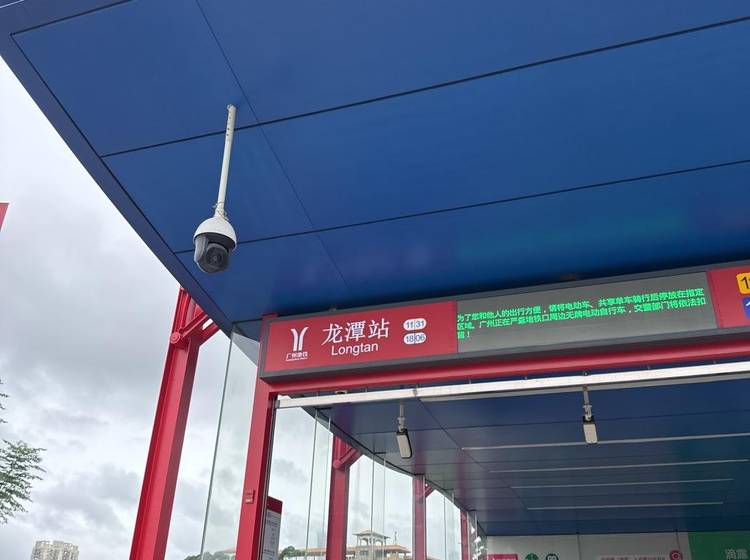 广州地铁
龙潭站
Longtan
11 31
18 06
为了您和他人的出行方便，请将电动车、共享单车骑行后停放在指定
区域。广州正在严查地铁口周边无牌电动自行车，交警部门将依法扣
留！